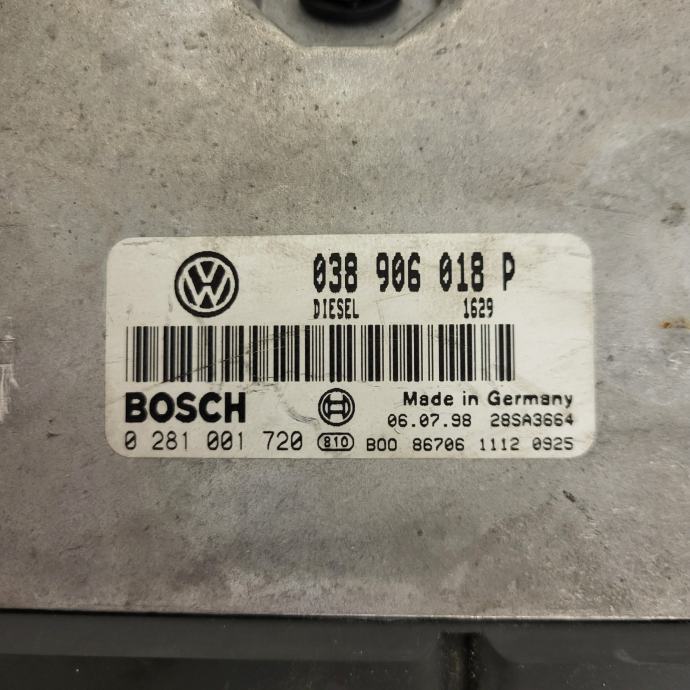 038 906 018 P
DIESEL 1629
BOSCH Made in Germany
06.07.98 28SA3664
0 281 001 720 810 B00 86706 1112 0925